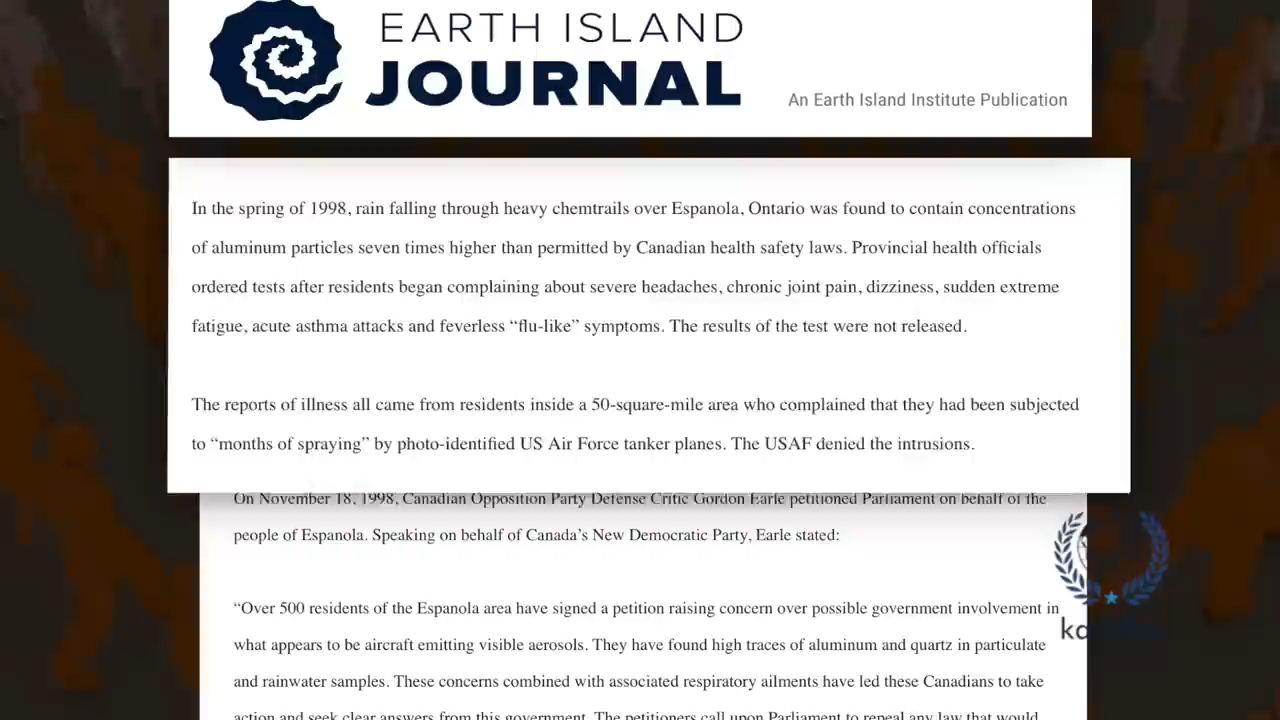 EARTH ISLAND
JOURNAL
An Earth Island Institute Publication
In the spring of 1998, rain falling through heavy chemtrails over Espanola, Ontario was found to contain concentrations
of aluminum particles seven times higher than permitted by Canadian health safety laws. Provincial health officials
ordered tests after residents began complaining about severe headaches, chronic joint pain, dizziness, sudden extreme
fatigue, acute asthma attacks and feverless “flu-like” symptoms. The results of the test were not released.
The reports of illness all came from residents inside a 50-square-mile area who complained that they had been subjected
to “months of spraying” by photo-identified US Air Force tanker planes. The USAF denied the intrusions.
On November 18, 1998, Canadian Opposition Party Defense Critic Gordon Earle petitioned Parliament on behalf of the
people of Espanola. Speaking on behalf of Canada’s New Democratic Party, Earle stated:
“Over 500 residents of the Espanola area have signed a petition raising concern over possible government involvement in
what appears to be aircraft emitting visible aerosols. They have found high traces of aluminum and quartz in particulate
and rainwater samples. These concerns combined with associated respiratory ailments have led these Canadians to take
action and seek clear answers from this government. The petitioners call upon Parliament to repeal any law that would